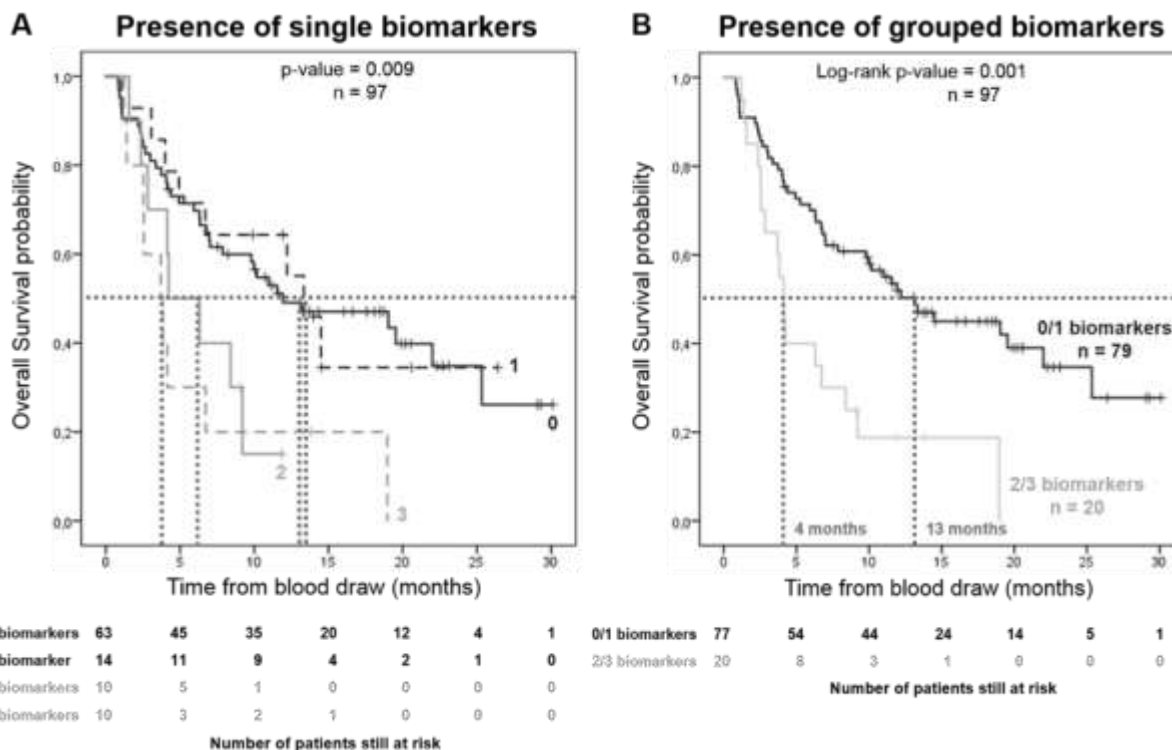 A Presence of single biomarkers
p-value = 0.009
n = 97
Overall Survival probability
1,0
0,8
0,6
0,4
0,2
0,0
1
0
2
3
0 5 10 15 20 25 30
Time from blood draw (months)
biomarkers 63 45 35 20 12 4 1
biomarker 14 11 9 4 2 1 0
biomarkers 10 5 1 0 0 0 0
biomarkers 10 3 2 1 0 0 0
Number of patients still at risk
B Presence of grouped biomarkers
Log-rank p-value = 0.001
n = 97
Overall Survival probability
1,0
0,8
0,6
0,4
0,2
0,0
0/1 biomarkers
n = 79
2/3 biomarkers
n = 20
4 months 13 months
0 5 10 15 20 25 30
Time from blood draw (months)
0/1 biomarkers 77 54 44 24 14 5 1
2/3 biomarkers 20 8 3 1 0 0 0
Number of patients still at risk